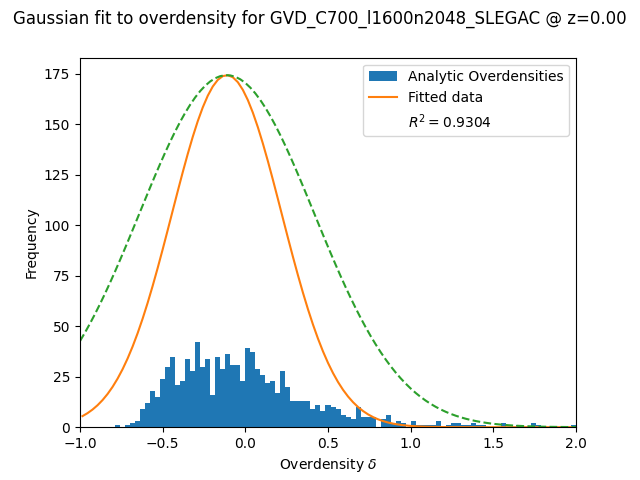 Gaussian fit to overdensity for GVD_C700_l1600n2048_SLEGAC @ z=0.00
175
150
125
100
75
50
25
0
Frequency
Analytic Overdensities
Fitted data
R² = 0.9304
−1.0 −0.5 0.0 0.5 1.0 1.5 2.0
Overdensity δ